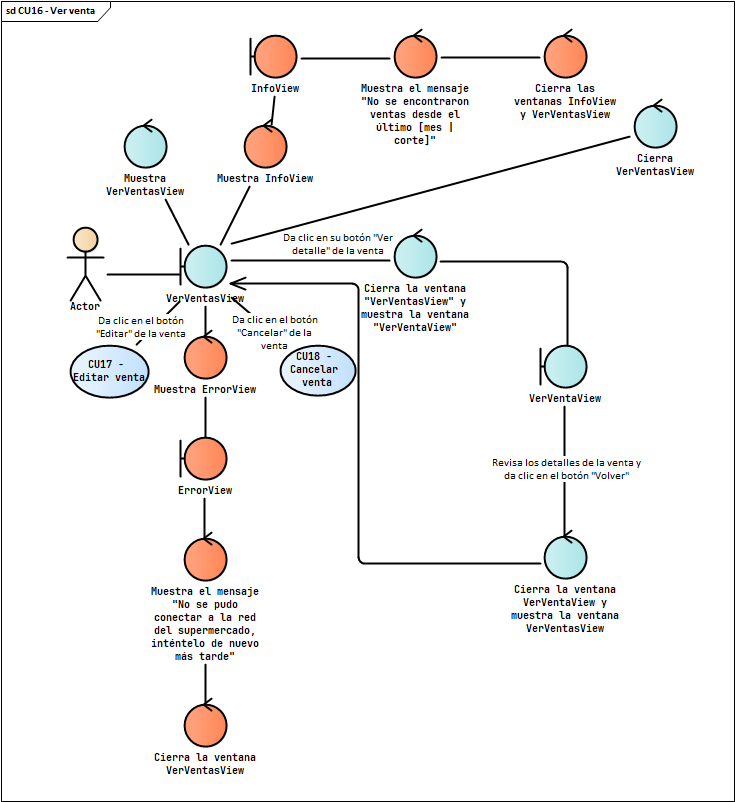 sd CU16 - Ver venta
InfoView
Muestra el mensaje
"No se encontraron
ventas desde el
último [mes |
corte]"
Cierra las
ventanas InfoView
y VerVentasView
Muestra
VerVentasView
Muestra InfoView
Cierra
VerVentasView
Actor
VerVentasView
Da clic en su botón "Ver
detalle" de la venta
Cierra la ventana
"VerVentasView" y
muestra la ventana
"VerVentaView"
Da clic en el botón
"Editar" de la venta
Da clic en el botón
"Cancelar" de la
venta
CU17 -
Editar venta
Muestra ErrorView
CU18 -
Cancelar
venta
VerVentaView
Revisa los detalles de la venta y
da clic en el botón "Volver"
ErrorView
Muestra el mensaje
"No se pudo
conectar a la red
del supermercado,
inténtelo de nuevo
más tarde"
Cierra la ventana
VerVentaView y
muestra la ventana
VerVentasView
Cierra la ventana
VerVentasView